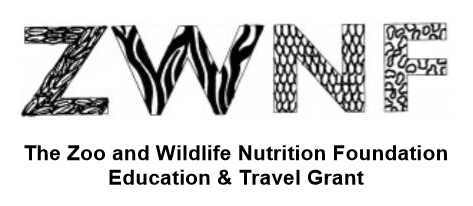 ZWNF
The Zoo and Wildlife Nutrition Foundation
Education & Travel Grant